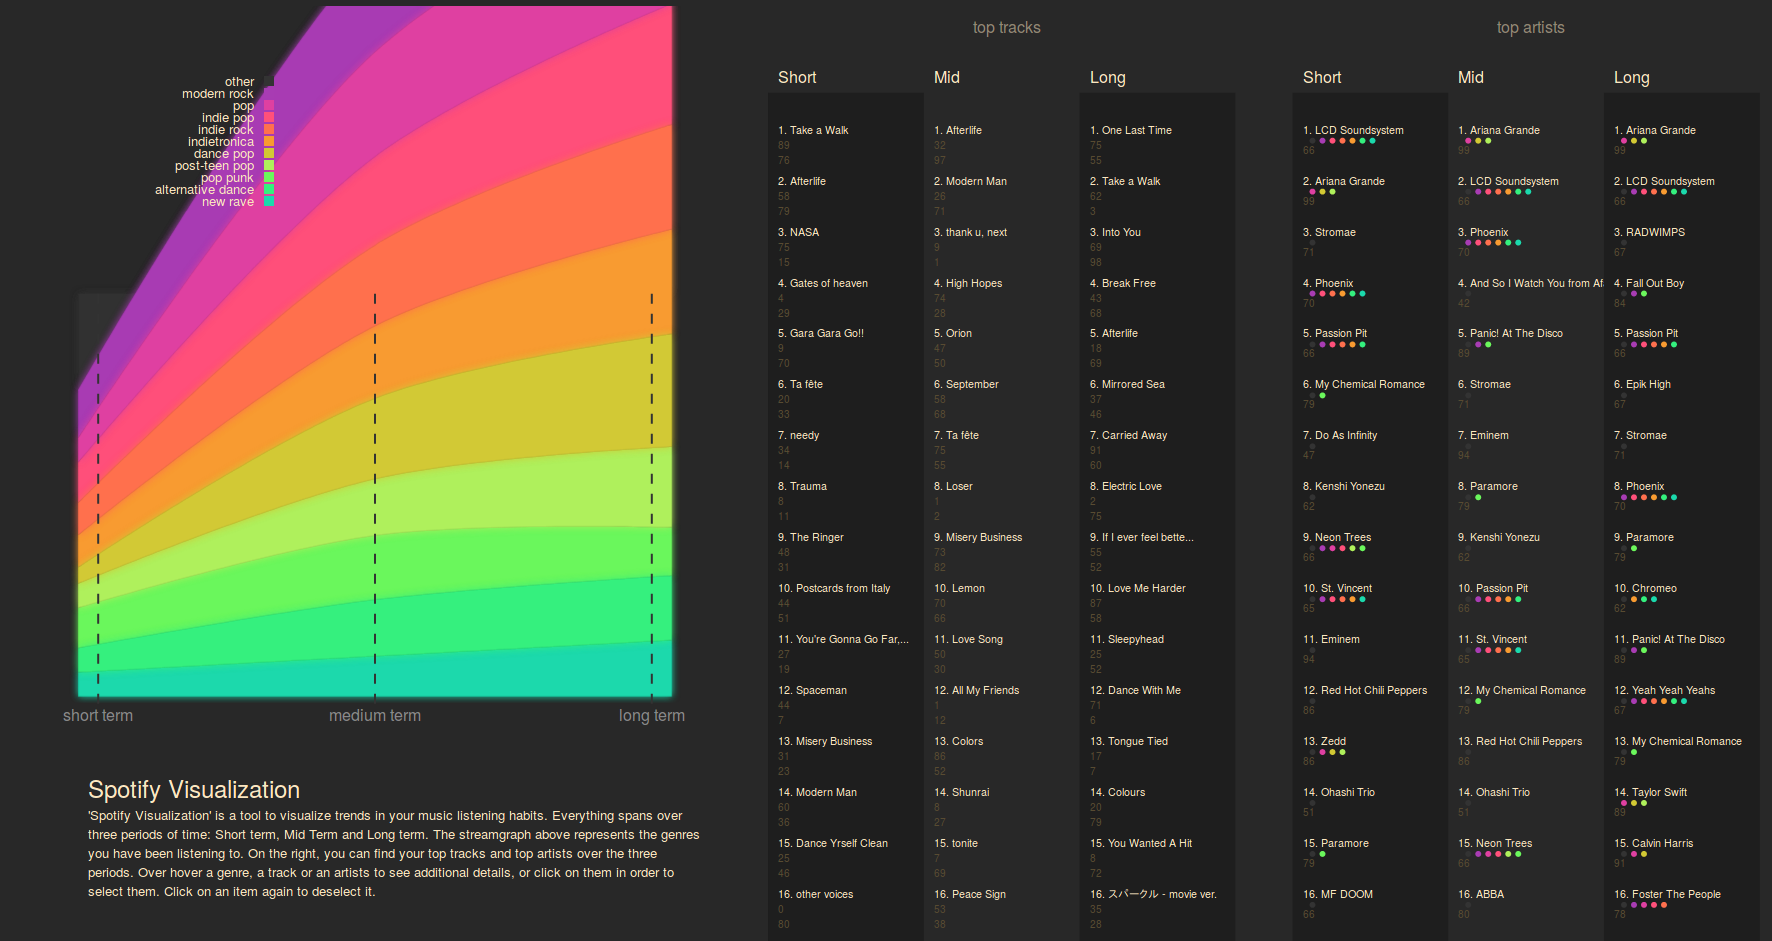 other
modern rock
pop
indie pop
indie rock
indietronica
dance pop
post-teen pop
pop punk
alternative dance
new rave
short term
medium term
long term
Spotify Visualization
'Spotify Visualization' is a tool to visualize trends in your music listening habits. Everything spans over
three periods of time: Short term, Mid Term and Long term. The streamgraph above represents the genres
you have been listening to. On the right, you can find your top tracks and top artists over the three
periods. Over hover a genre, a track or an artists to see additional details, or click on them in order to
select them. Click on an item again to deselect it.
top tracks
Short
1. Take a Walk
89
76
2. Afterlife
58
79
3. NASA
75
15
4. Gates of heaven
4
29
5. Gara Gara Go!!
9
70
6. Ta fête
20
33
7. needy
34
14
8. Trauma
8
11
9. The Ringer
48
31
10. Postcards from Italy
44
51
11. You're Gonna Go Far,...
27
19
12. Spaceman
44
7
13. Misery Business
31
23
14. Modern Man
60
36
15. Dance Yrself Clean
25
46
16. other voices
0
80
Mid
1. Afterlife
32
97
2. Modern Man
26
71
3. thank u, next
9
1
4. High Hopes
74
28
5. Orion
47
50
6. September
58
68
7. Ta fête
75
55
8. Loser
1
2
9. Misery Business
73
82
10. Lemon
70
66
11. Love Song
50
30
12. All My Friends
1
12
13. Colors
86
52
14. Shunrai
8
27
15. tonite
7
69
16. Peace Sign
53
38
Long
1. One Last Time
75
55
2. Take a Walk
62
3
3. Into You
69
98
4. Break Free
43
68
5. Afterlife
18
69
6. Mirrored Sea
37
46
7. Carried Away
91
60
8. Electric Love
2
75
9. If I ever feel bette...
55
52
10. Love Me Harder
87
58
11. Sleepyhead
25
52
12. Dance With Me
71
6
13. Tongue Tied
17
7
14. Colours
20
79
15. You Wanted A Hit
8
72
16. スパークル - movie ver.
35
28
top artists
Short
1. LCD Soundsystem
66
2. Ariana Grande
99
3. Stromae
71
4. Phoenix
70
5. Passion Pit
66
6. My Chemical Romance
79
7. Do As Infinity
47
8. Kenshi Yonezu
62
9. Neon Trees
66
10. St. Vincent
65
11. Eminem
94
12. Red Hot Chili Peppers
86
13. Zedd
86
14. Ohashi Trio
51
15. Paramore
79
16. MF DOOM
66
Mid
1. Ariana Grande
99
2. LCD Soundsystem
66
3. Phoenix
70
4. And So I Watch You from Af
42
5. Panic! At The Disco
89
6. Stromae
71
7. Eminem
94
8. Paramore
79
9. Kenshi Yonezu
62
10. Passion Pit
66
11. St. Vincent
65
12. My Chemical Romance
79
13. Red Hot Chili Peppers
86
14. Ohashi Trio
51
15. Neon Trees
66
16. ABBA
80
Long
1. Ariana Grande
99
2. LCD Soundsystem
66
3. RADWIMPS
67
4. Fall Out Boy
84
5. Passion Pit
66
6. Epik High
67
7. Stromae
71
8. Phoenix
70
9. Paramore
79
10. Chromeo
62
11. Panic! At The Disco
89
12. Yeah Yeah Yeahs
67
13. My Chemical Romance
79
14. Taylor Swift
89
15. Calvin Harris
91
16. Foster The People
78